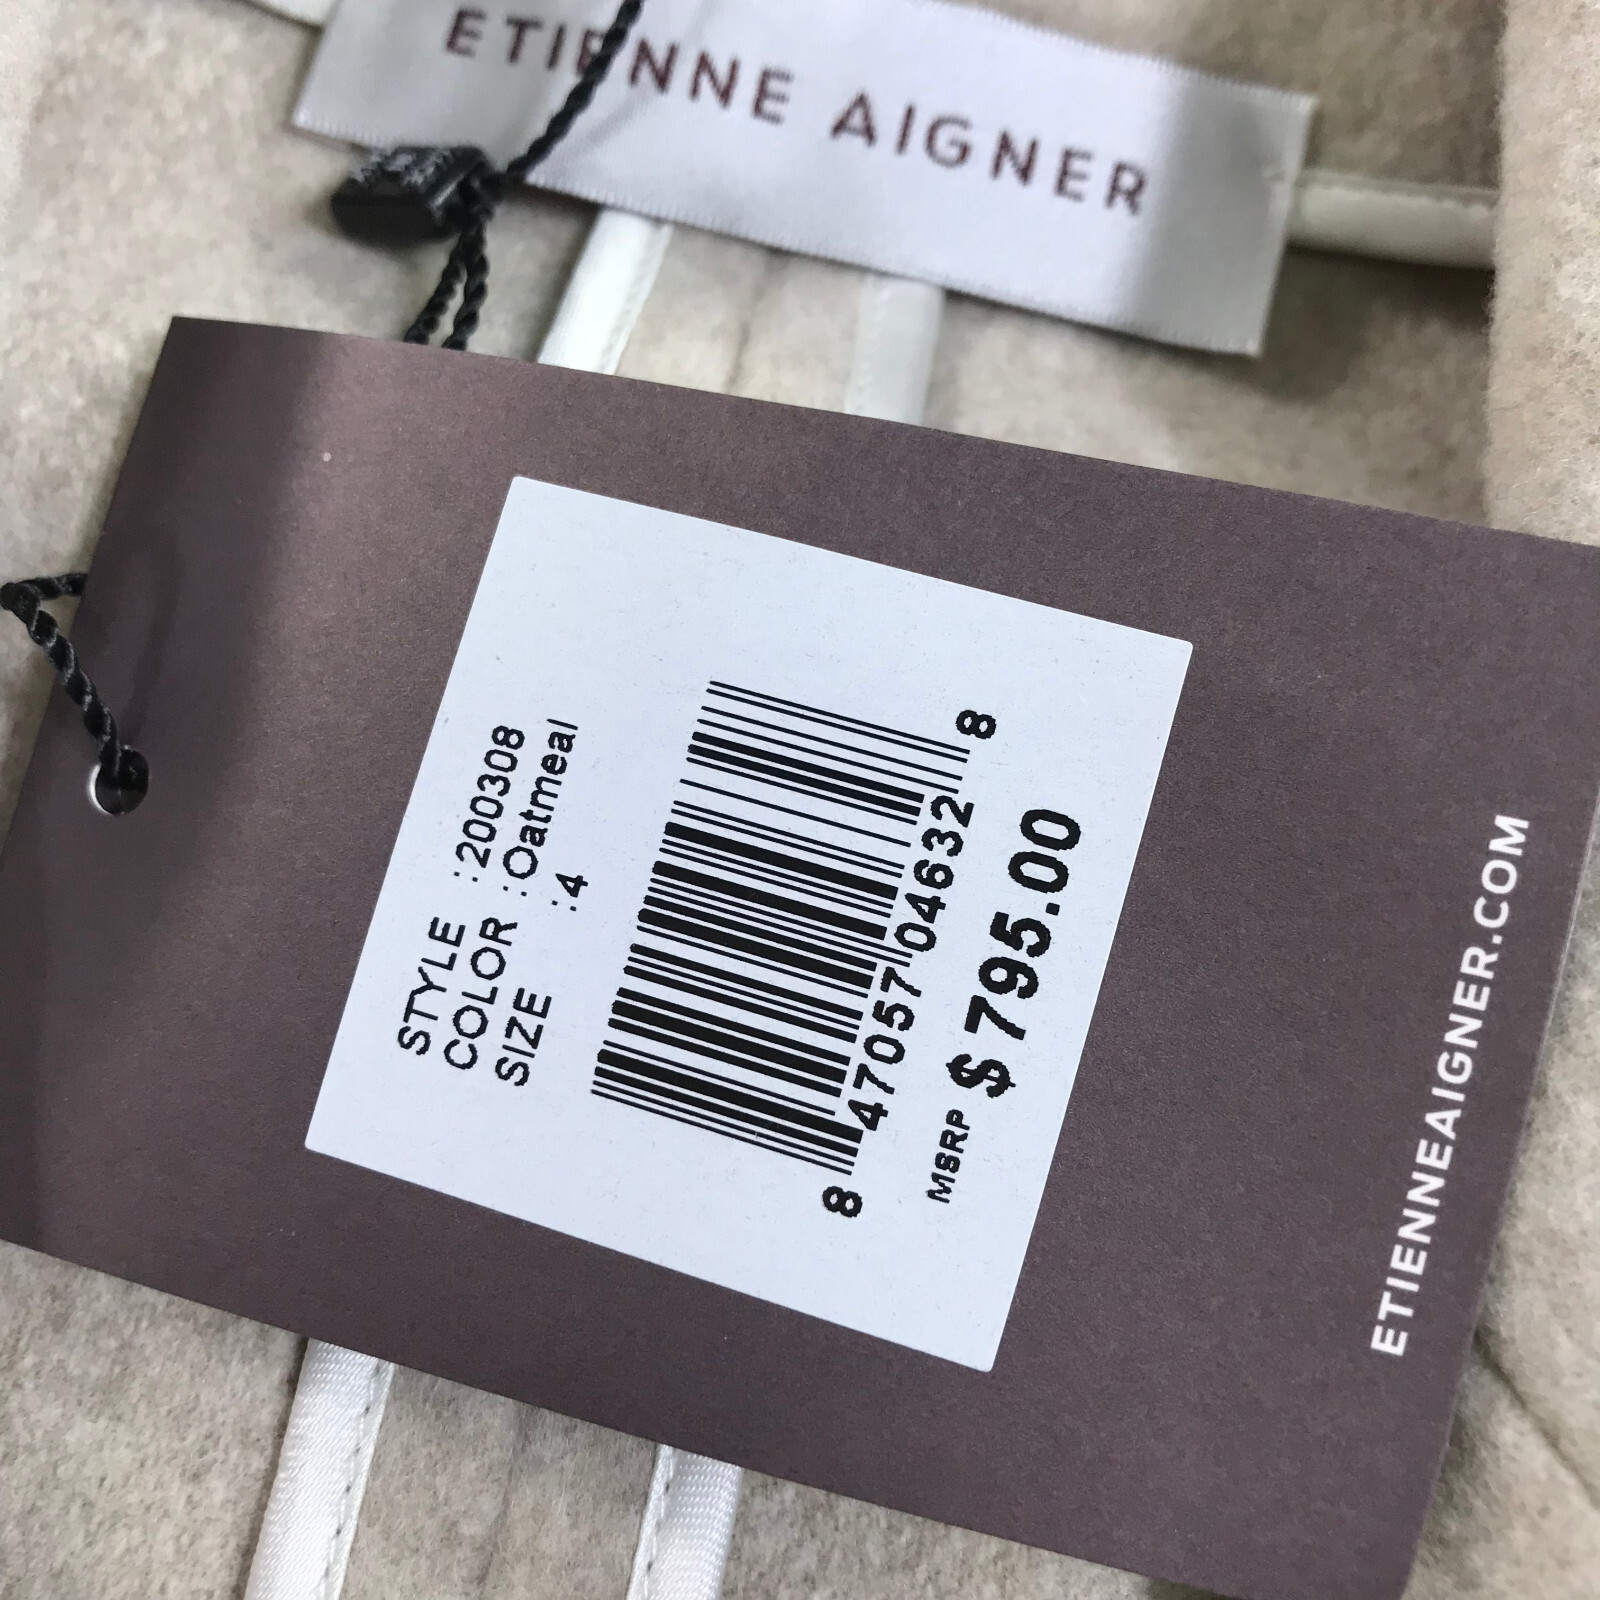 ETIENNE AIGNER
STYLE :200308
COLOR :Oatmeal
SIZE :4
8 47057 04632 8
MSRP $795.00
ETIENNEAIGNER.COM